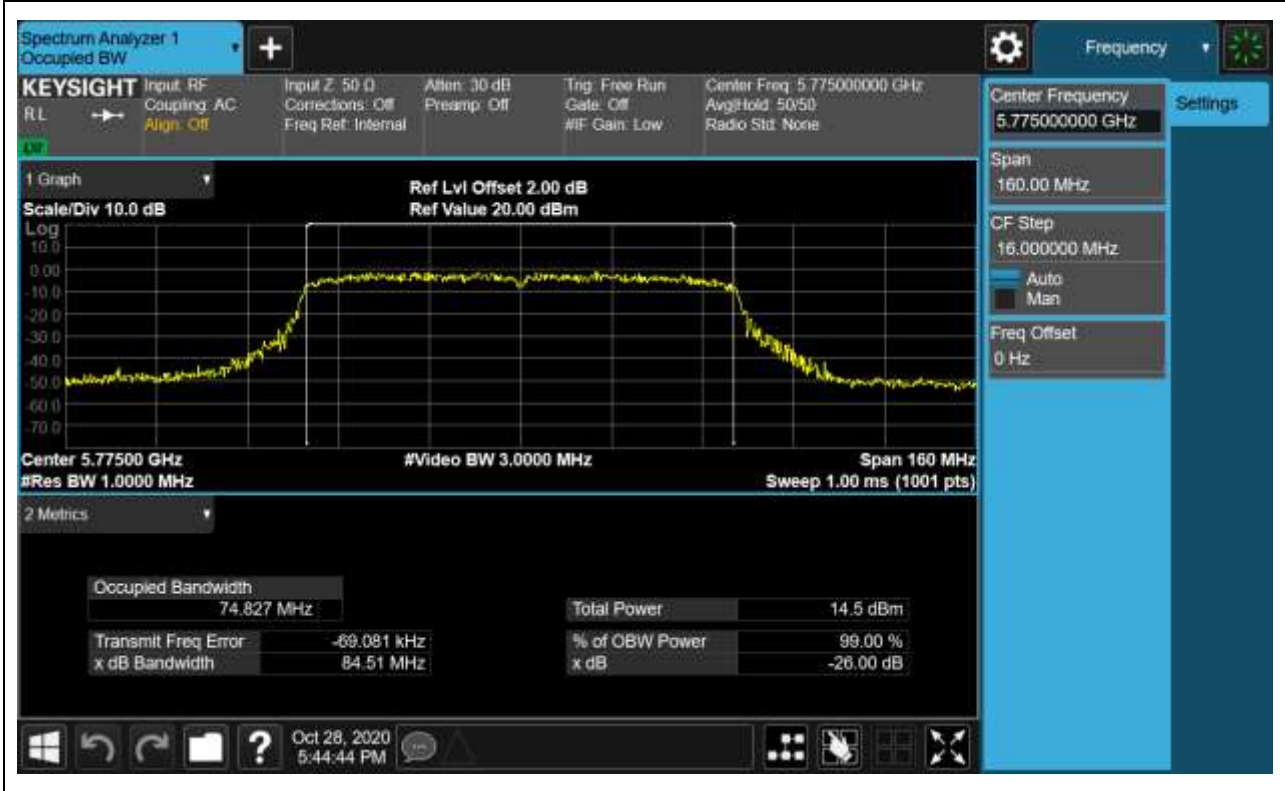 Spectrum Analyzer 1
Occupied BW
Frequency
KEYSIGHT
R L
Input: RF
Coupling: AC
Align: Off
Input Z: 50 Ω
Corrections: Off
Freq Ref: Internal
Atten: 30 dB
Preamp: Off
Trig: Free Run
Gate: Off
#IF Gain: Low
Center Freq: 5.775000000 GHz
Avg|Hold: 50/50
Radio Std: None
Center Frequency
5.775000000 GHz
Settings
Span
160.00 MHz
CF Step
16.000000 MHz
Auto
Man
Freq Offset
0 Hz
1 Graph
Scale/Div 10.0 dB
Ref Lvl Offset 2.00 dB
Ref Value 20.00 dBm
Log
10.0
0.00
-10.0
-20.0
-30.0
-40.0
-50.0
-60.0
-70.0
Center 5.77500 GHz
#Video BW 3.0000 MHz
Span 160 MHz
#Res BW 1.0000 MHz
Sweep 1.00 ms (1001 pts)
2 Metrics
Occupied Bandwidth
74.827 MHz
Total Power 14.5 dBm
Transmit Freq Error -69.081 kHz
% of OBW Power 99.00 %
x dB Bandwidth 84.51 MHz
x dB -26.00 dB
?
Oct 28, 2020
5:44:44 PM